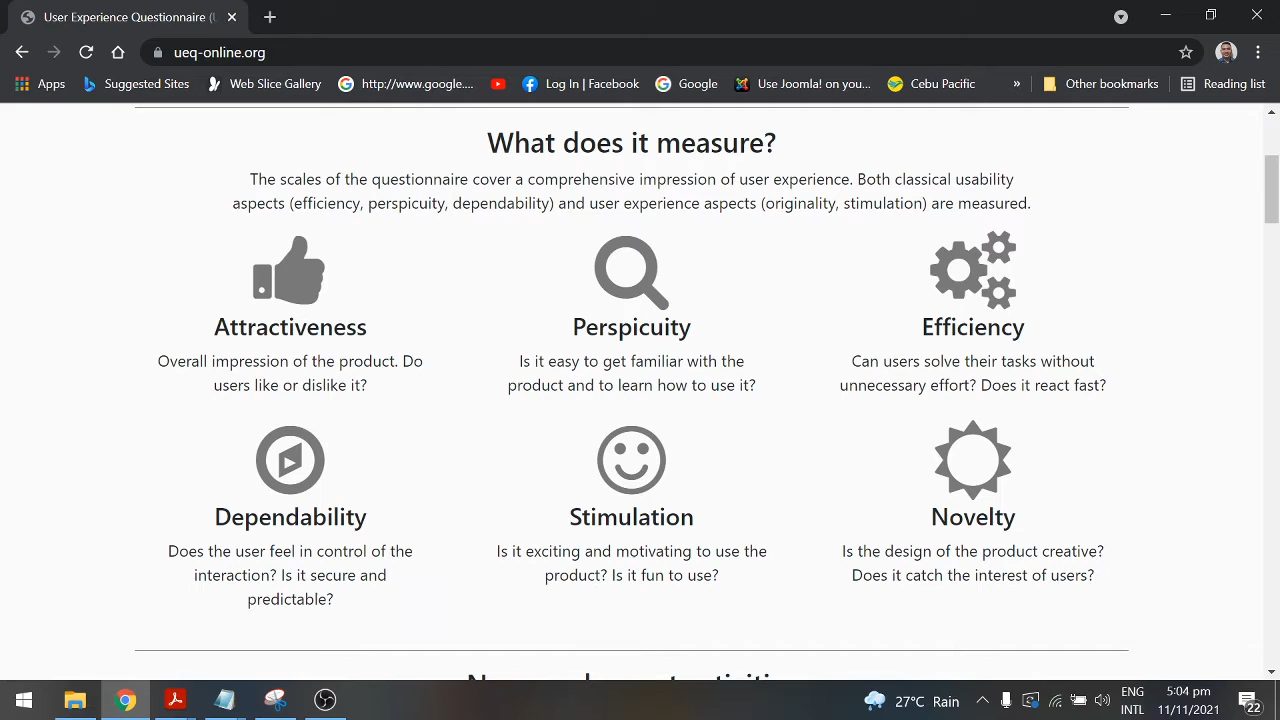 User Experience Questionnaire (U
ueq-online.org
Apps
Suggested Sites
Web Slice Gallery
http://www.google....
Log In | Facebook
Google
Use Joomla! on you...
Cebu Pacific
»
Other bookmarks
Reading list
What does it measure?
The scales of the questionnaire cover a comprehensive impression of user experience. Both classical usability
aspects (efficiency, perspicuity, dependability) and user experience aspects (originality, stimulation) are measured.
Attractiveness
Overall impression of the product. Do
users like or dislike it?
Perspicuity
Is it easy to get familiar with the
product and to learn how to use it?
Efficiency
Can users solve their tasks without
unnecessary effort? Does it react fast?
Dependability
Does the user feel in control of the
interaction? Is it secure and
predictable?
Stimulation
Is it exciting and motivating to use the
product? Is it fun to use?
Novelty
Is the design of the product creative?
Does it catch the interest of users?
27°C Rain
ENG
INTL
5:04 pm
11/11/2021
22